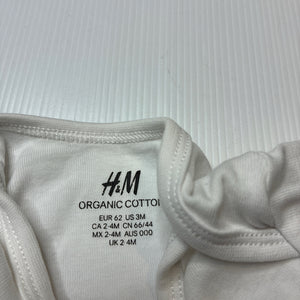 H&M
ORGANIC COTTON
EUR 62 US 3M
CA 2-4M CN 66/44
MX 2-4M AUS 000
UK 2-4M